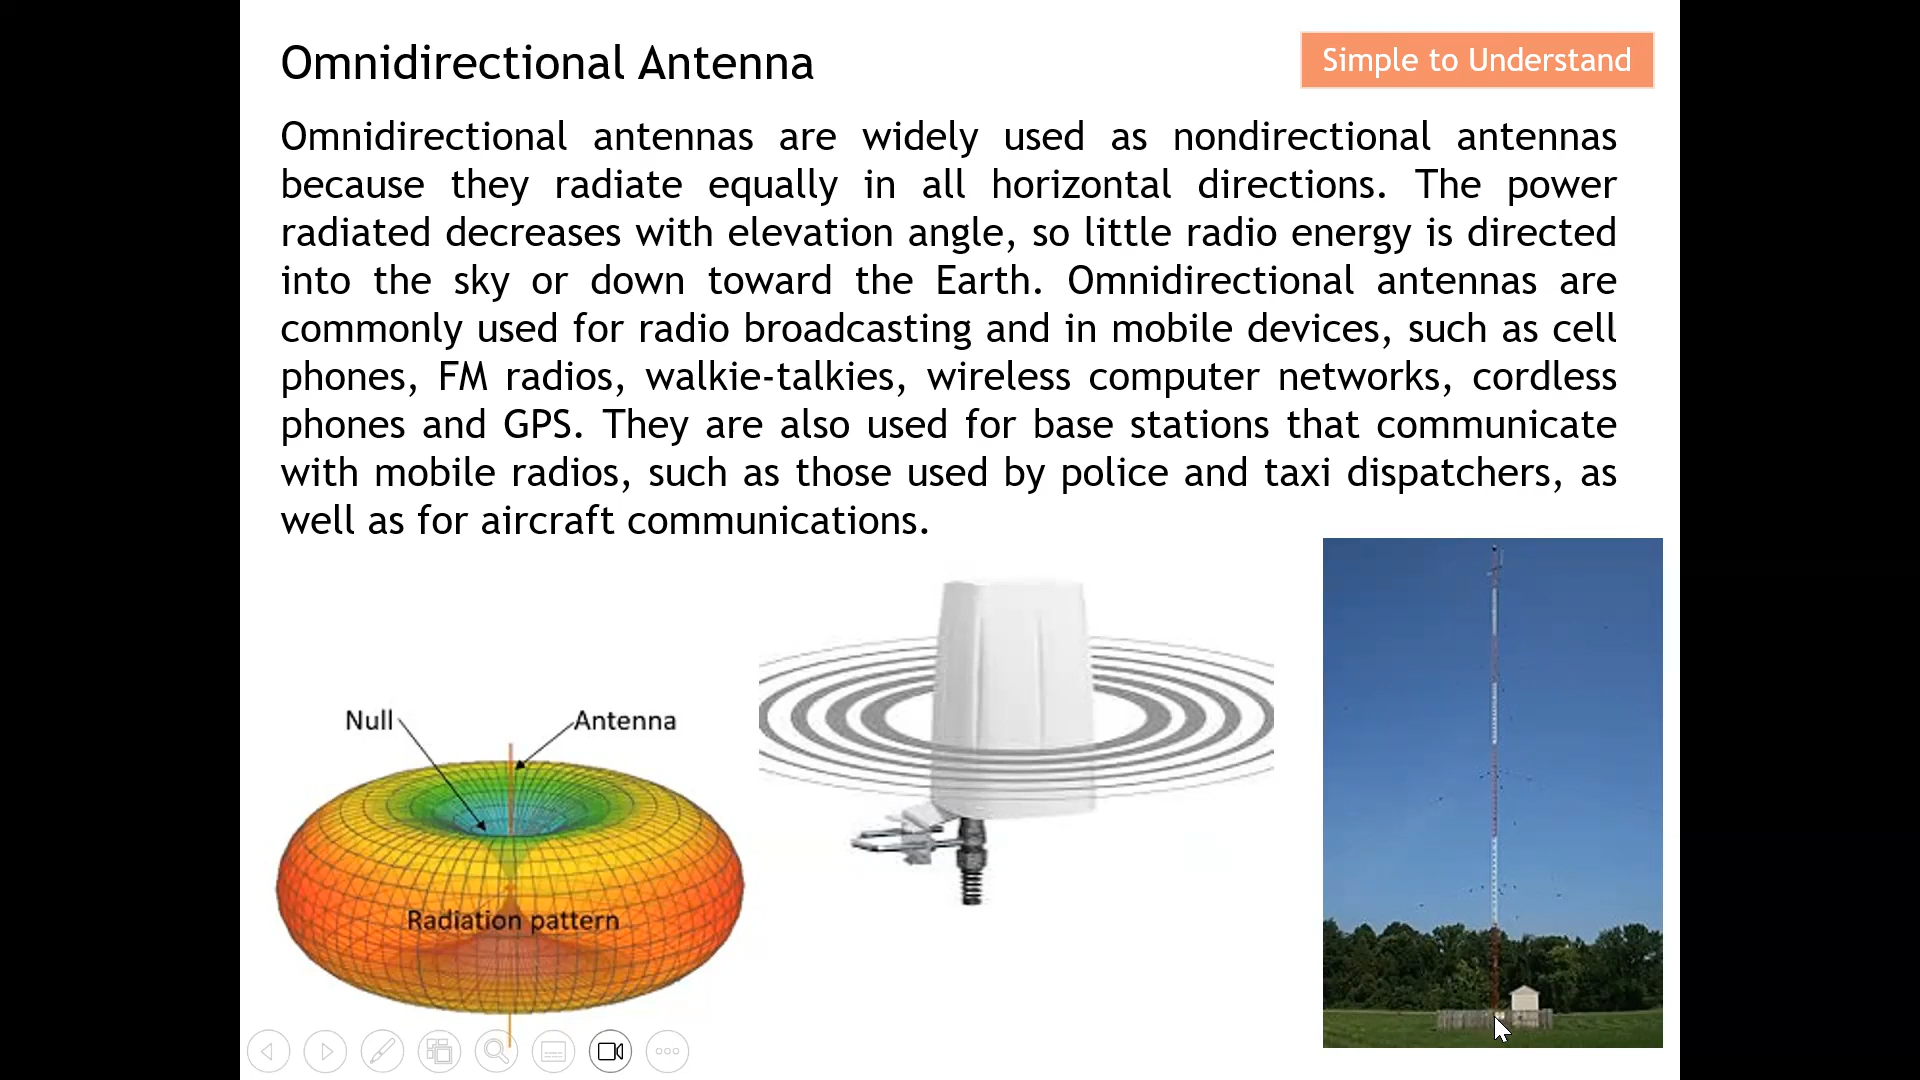 Omnidirectional Antenna
Simple to Understand
Omnidirectional antennas are widely used as nondirectional antennas
because they radiate equally in all horizontal directions. The power
radiated decreases with elevation angle, so little radio energy is directed
into the sky or down toward the Earth. Omnidirectional antennas are
commonly used for radio broadcasting and in mobile devices, such as cell
phones, FM radios, walkie-talkies, wireless computer networks, cordless
phones and GPS. They are also used for base stations that communicate
with mobile radios, such as those used by police and taxi dispatchers, as
well as for aircraft communications.
Null
Antenna
Radiation pattern